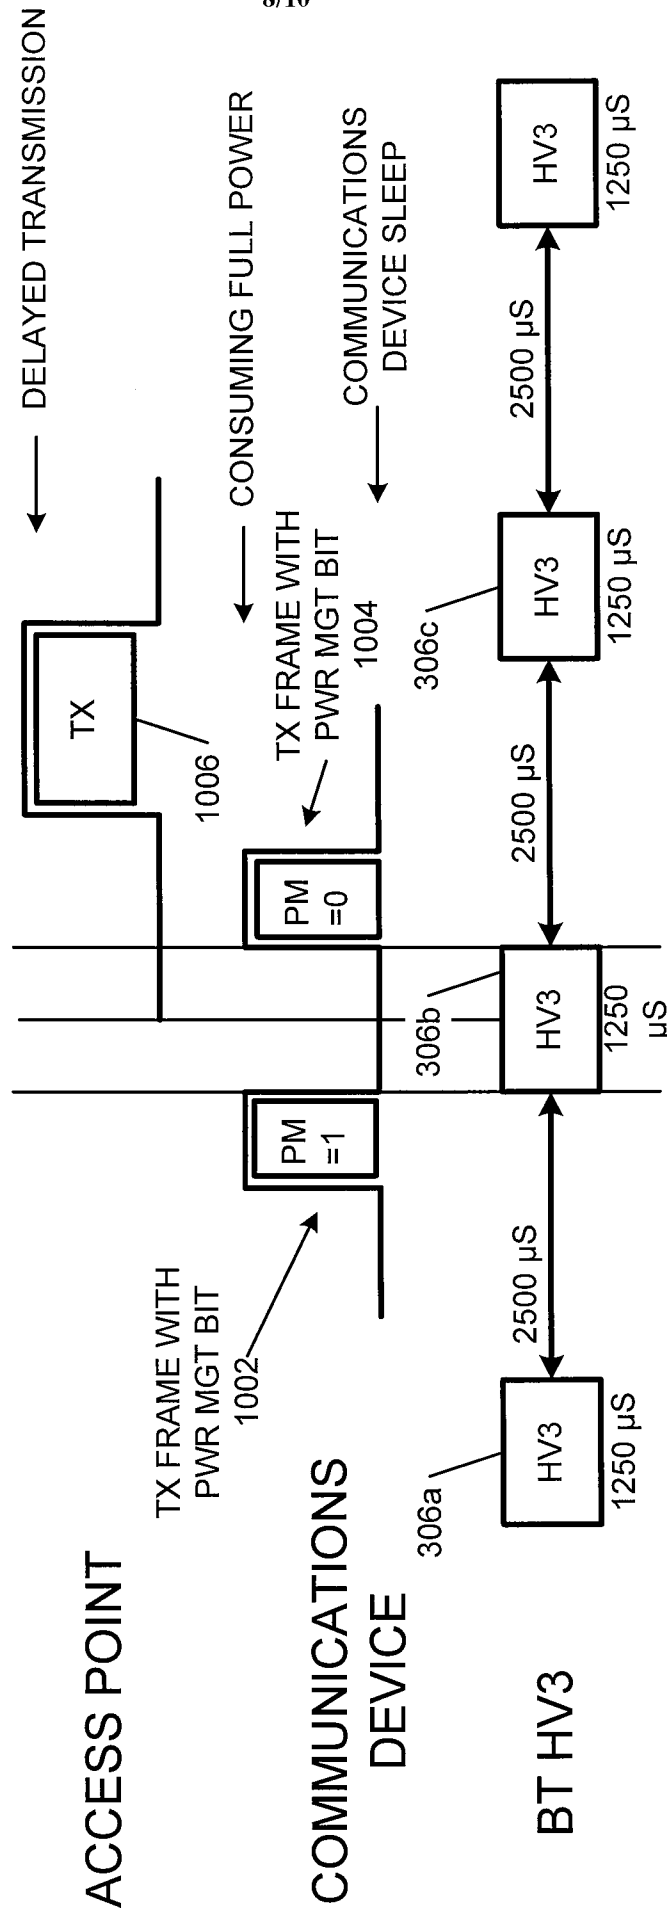 8/10
ACCESS POINT
DELAYED TRANSMISSION
TX
1006
COMMUNICATIONS
DEVICE
TX FRAME WITH
PWR MGT BIT
1002
PM
=1
PM
=0
TX FRAME WITH
PWR MGT BIT
1004
CONSUMING FULL POWER
COMMUNICATIONS
DEVICE SLEEP
BT HV3
306a
HV3
1250 µS
2500 µS
306b
HV3
1250
µS
2500 µS
306c
HV3
1250 µS
2500 µS
HV3
1250 µS